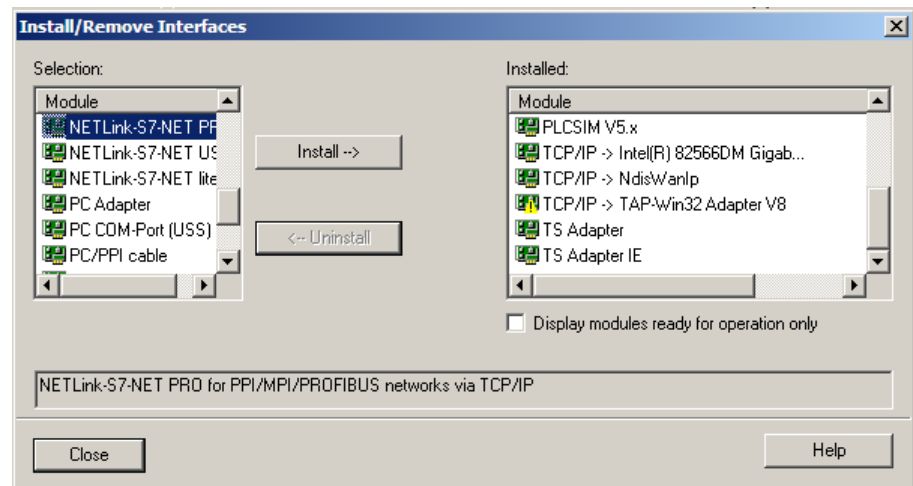 Install/Remove Interfaces
Selection:
Module
NETLink-S7-NET PF
NETLink-S7-NET US
NETLink-S7-NET lite
PC Adapter
PC COM-Port (USS)
PC/PPI cable
Install -->
<-- Uninstall
Installed:
Module
PLCSIM V5.x
TCP/IP -> Intel(R) 82566DM Gigab...
TCP/IP -> NdisWanIp
TCP/IP -> TAP-Win32 Adapter V8
TS Adapter
TS Adapter IE
Display modules ready for operation only
NETLink-S7-NET PRO for PPI/MPI/PROFIBUS networks via TCP/IP
Close
Help